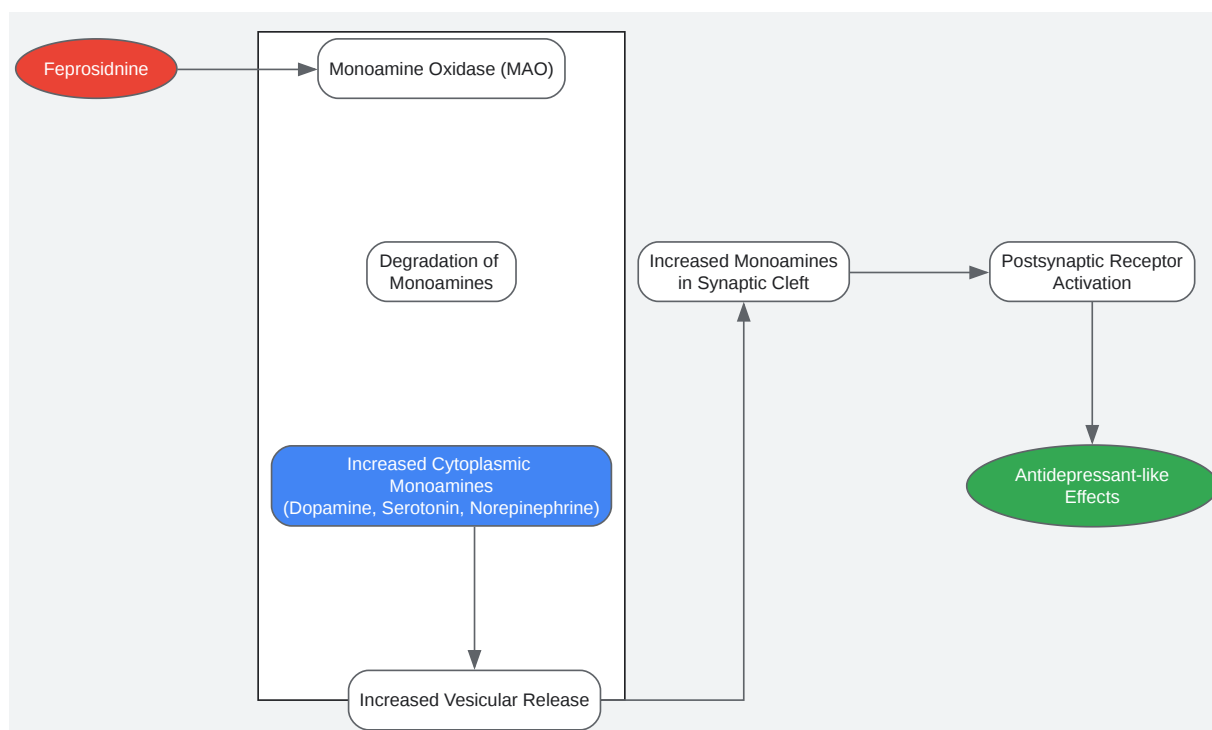 Feprosidnine
Monoamine Oxidase (MAO)
Degradation of
Monoamines
Increased Monoamines
in Synaptic Cleft
Postsynaptic Receptor
Activation
Increased Cytoplasmic
Monoamines
(Dopamine, Serotonin, Norepinephrine)
Antidepressant-like
Effects
Increased Vesicular Release